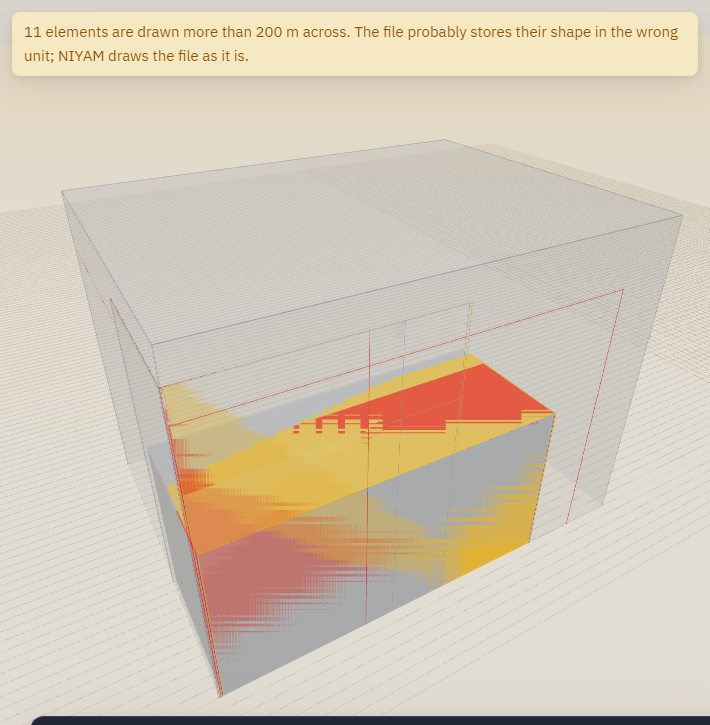 11 elements are drawn more than 200 m across. The file probably stores their shape in the wrong
unit; NIYAM draws the file as it is.